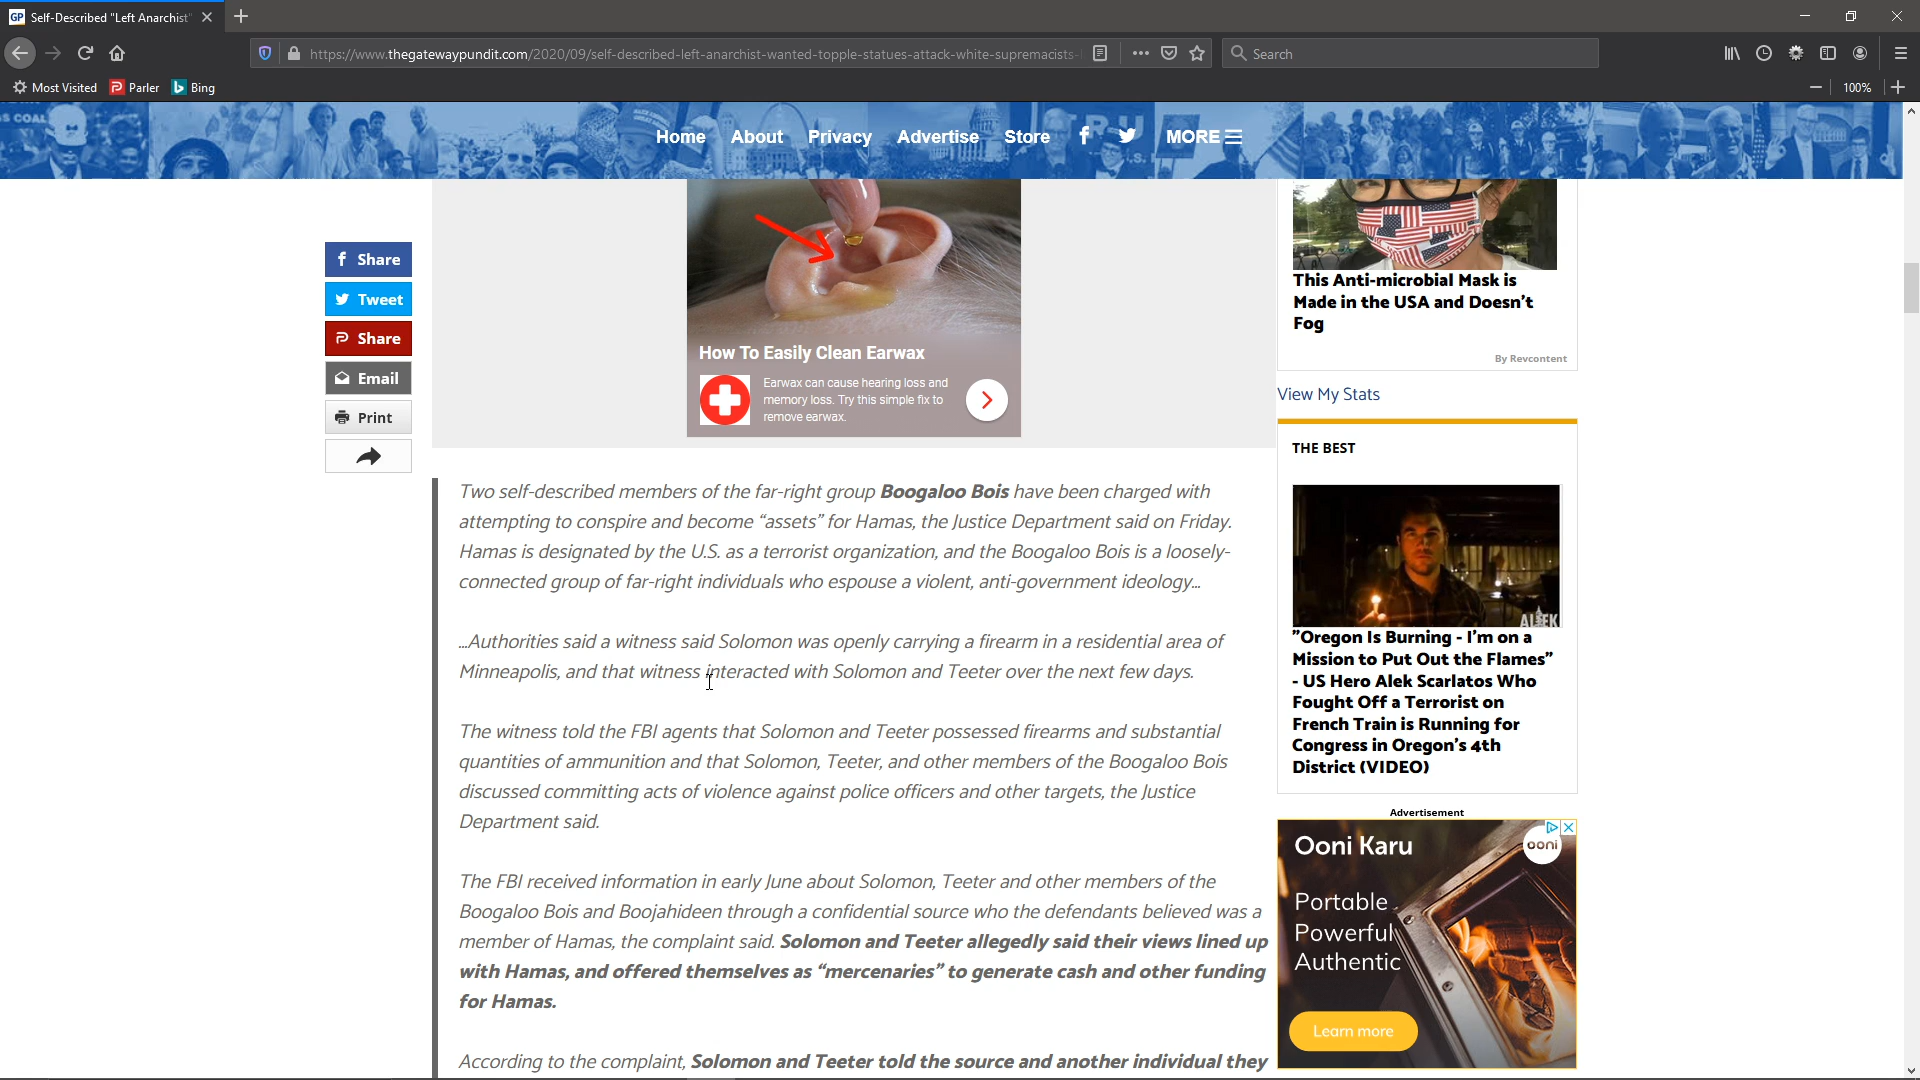 GP Self-Described "Left Anarchist"
https://www.thegatewaypundit.com/2020/09/self-described-left-anarchist-wanted-topple-statues-attack-white-supremacists-
Search
Most Visited Parler Bing
100%
S COAL
Home About Privacy Advertise Store MORE
Share
Tweet
Share
Email
Print
How To Easily Clean Earwax
Earwax can cause hearing loss and
memory loss. Try this simple fix to
remove earwax.
Two self-described members of the far-right group Boogaloo Bois have been charged with
attempting to conspire and become “assets” for Hamas, the Justice Department said on Friday.
Hamas is designated by the U.S. as a terrorist organization, and the Boogaloo Bois is a loosely-
connected group of far-right individuals who espouse a violent, anti-government ideology…
…Authorities said a witness said Solomon was openly carrying a firearm in a residential area of
Minneapolis, and that witness interacted with Solomon and Teeter over the next few days.
The witness told the FBI agents that Solomon and Teeter possessed firearms and substantial
quantities of ammunition and that Solomon, Teeter, and other members of the Boogaloo Bois
discussed committing acts of violence against police officers and other targets, the Justice
Department said.
The FBI received information in early June about Solomon, Teeter and other members of the
Boogaloo Bois and Boojahideen through a confidential source who the defendants believed was a
member of Hamas, the complaint said. Solomon and Teeter allegedly said their views lined up
with Hamas, and offered themselves as “mercenaries” to generate cash and other funding
for Hamas.
According to the complaint, Solomon and Teeter told the source and another individual they
This Anti-microbial Mask is
Made in the USA and Doesn't
Fog
By Revcontent
View My Stats
THE BEST
ALEK
"Oregon Is Burning - I'm on a
Mission to Put Out the Flames"
- US Hero Alek Scarlatos Who
Fought Off a Terrorist on
French Train is Running for
Congress in Oregon's 4th
District (VIDEO)
Advertisement
Ooni Karu
ooni
Portable
Powerful
Authentic
Learn more